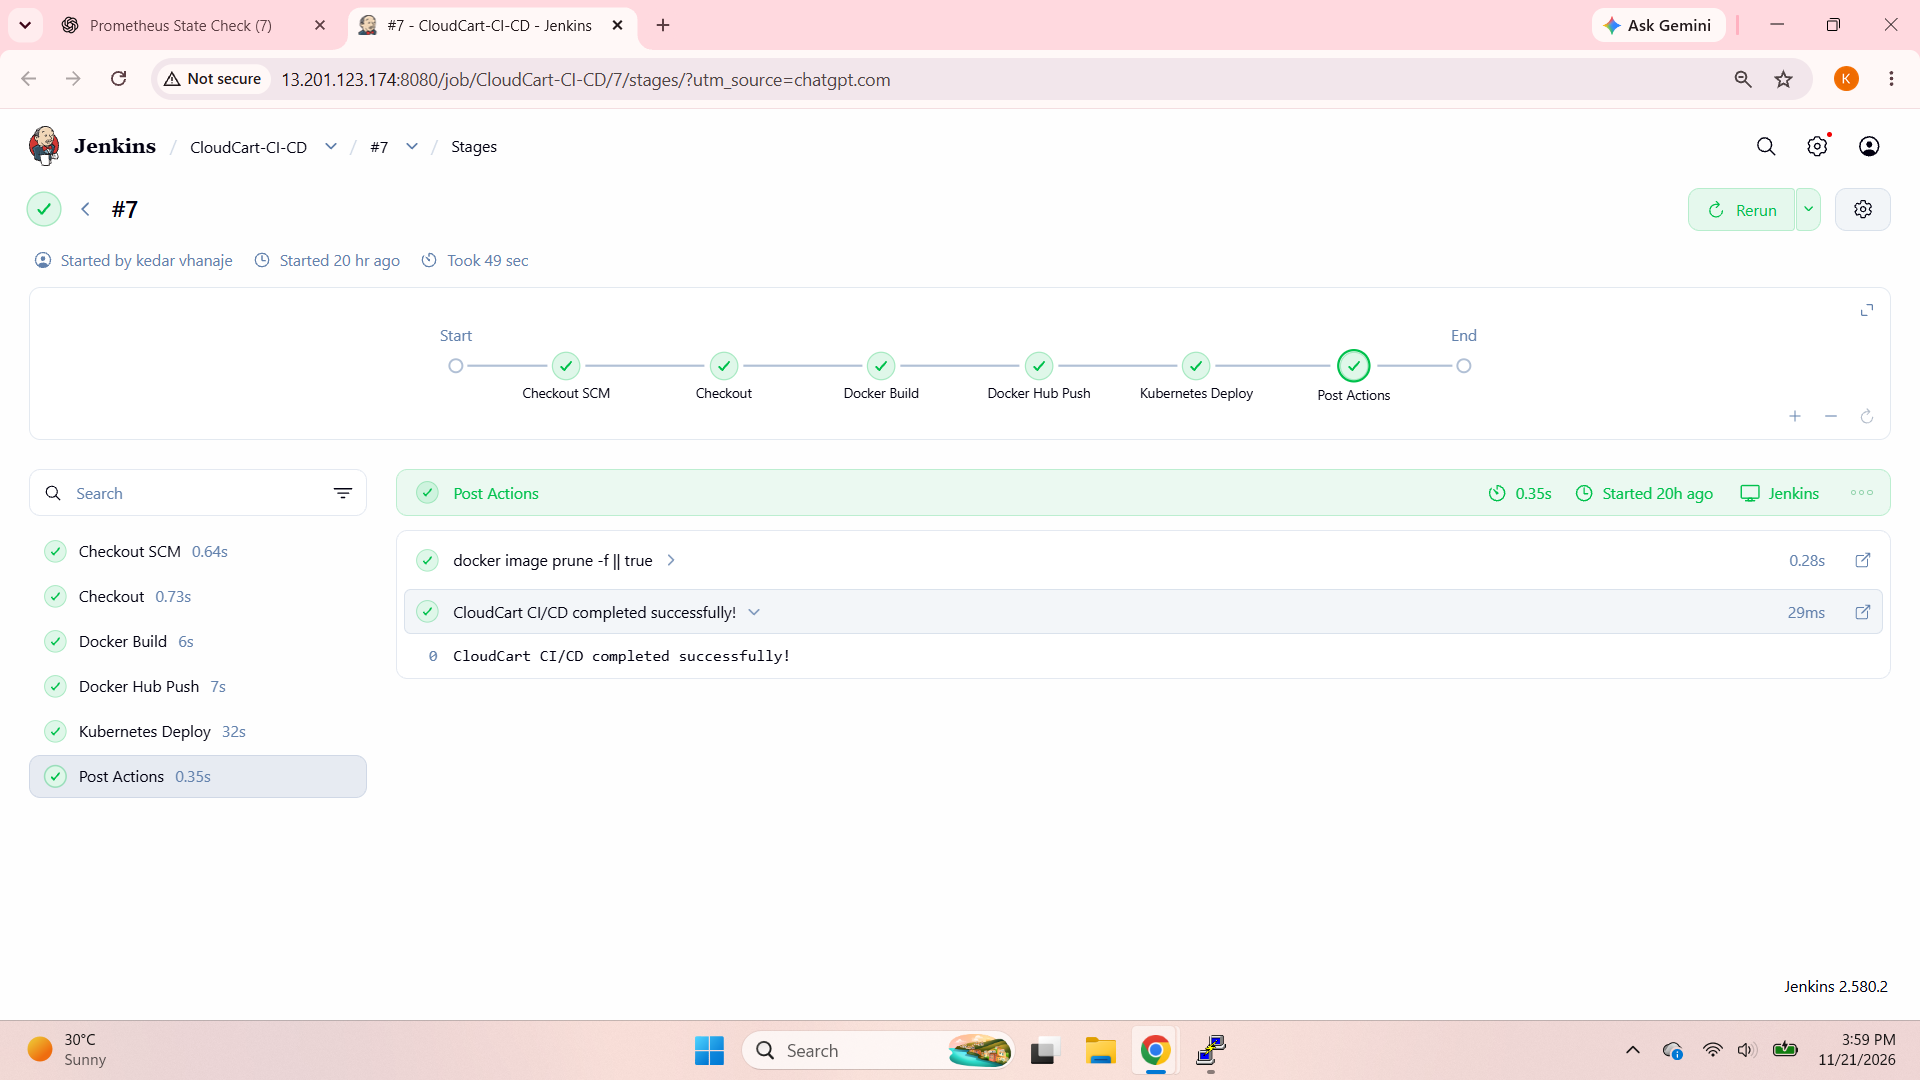 Prometheus State Check (7)
#7 - CloudCart-CI-CD - Jenkins
Ask Gemini
Not secure
13.201.123.174:8080/job/CloudCart-CI-CD/7/stages/?utm_source=chatgpt.com
K
Jenkins / CloudCart-CI-CD / #7 / Stages
#7
Rerun
Started by kedar vhanaje
Started 20 hr ago
Took 49 sec
Start
End
Checkout SCM
Checkout
Docker Build
Docker Hub Push
Kubernetes Deploy
Post Actions
Search
Checkout SCM 0.64s
Checkout 0.73s
Docker Build 6s
Docker Hub Push 7s
Kubernetes Deploy 32s
Post Actions 0.35s
Post Actions
0.35s
Started 20h ago
Jenkins
docker image prune -f || true
0.28s
CloudCart CI/CD completed successfully!
29ms
0 CloudCart CI/CD completed successfully!
Jenkins 2.580.2
30°C
Sunny
Search
3:59 PM
11/21/2026